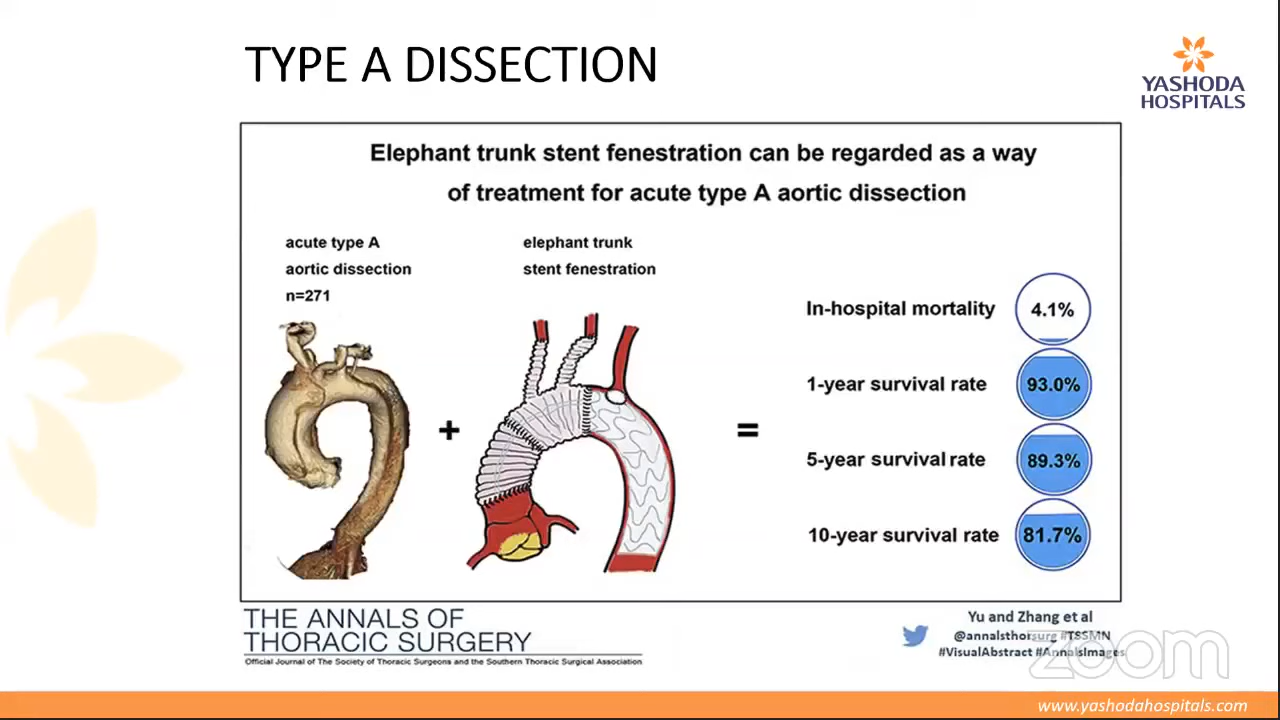 TYPE A DISSECTION
YASHODA
HOSPITALS
Elephant trunk stent fenestration can be regarded as a way
of treatment for acute type A aortic dissection
acute type A
aortic dissection
n=271
elephant trunk
stent fenestration
+
=
In-hospital mortality 4.1%
1-year survival rate 93.0%
5-year survival rate 89.3%
10-year survival rate 81.7%
THE ANNALS OF
THORACIC SURGERY
Official Journal of The Society of Thoracic Surgeons and the Southern Thoracic Surgical Association
Yu and Zhang et al
@annalsthorsurg #TSSMN
#VisualAbstract #AnnalsImages
zoom
www.yashodahospitals.com